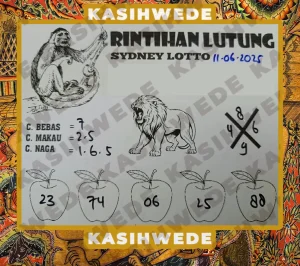 KASIHWEDE
RINTIHAN LUTUNG
SYDNEY LOTTO 11-06-2025
C. BEBAS = 7
C. MAKAU = 2.5
C. NAGA = 1.6.5
8
4 6
9
23 74 06 25 88
KASIHWEDE